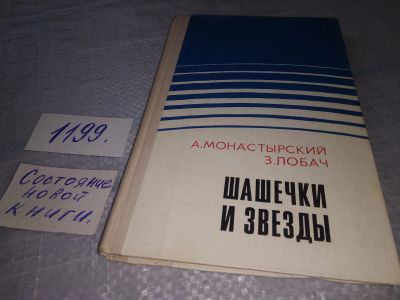 1199.
Состояние
новой
книги.
А.МОНАСТЫРСКИЙ
З.ЛОБАЧ
ШАШЕЧКИ
И ЗВЕЗДЫ